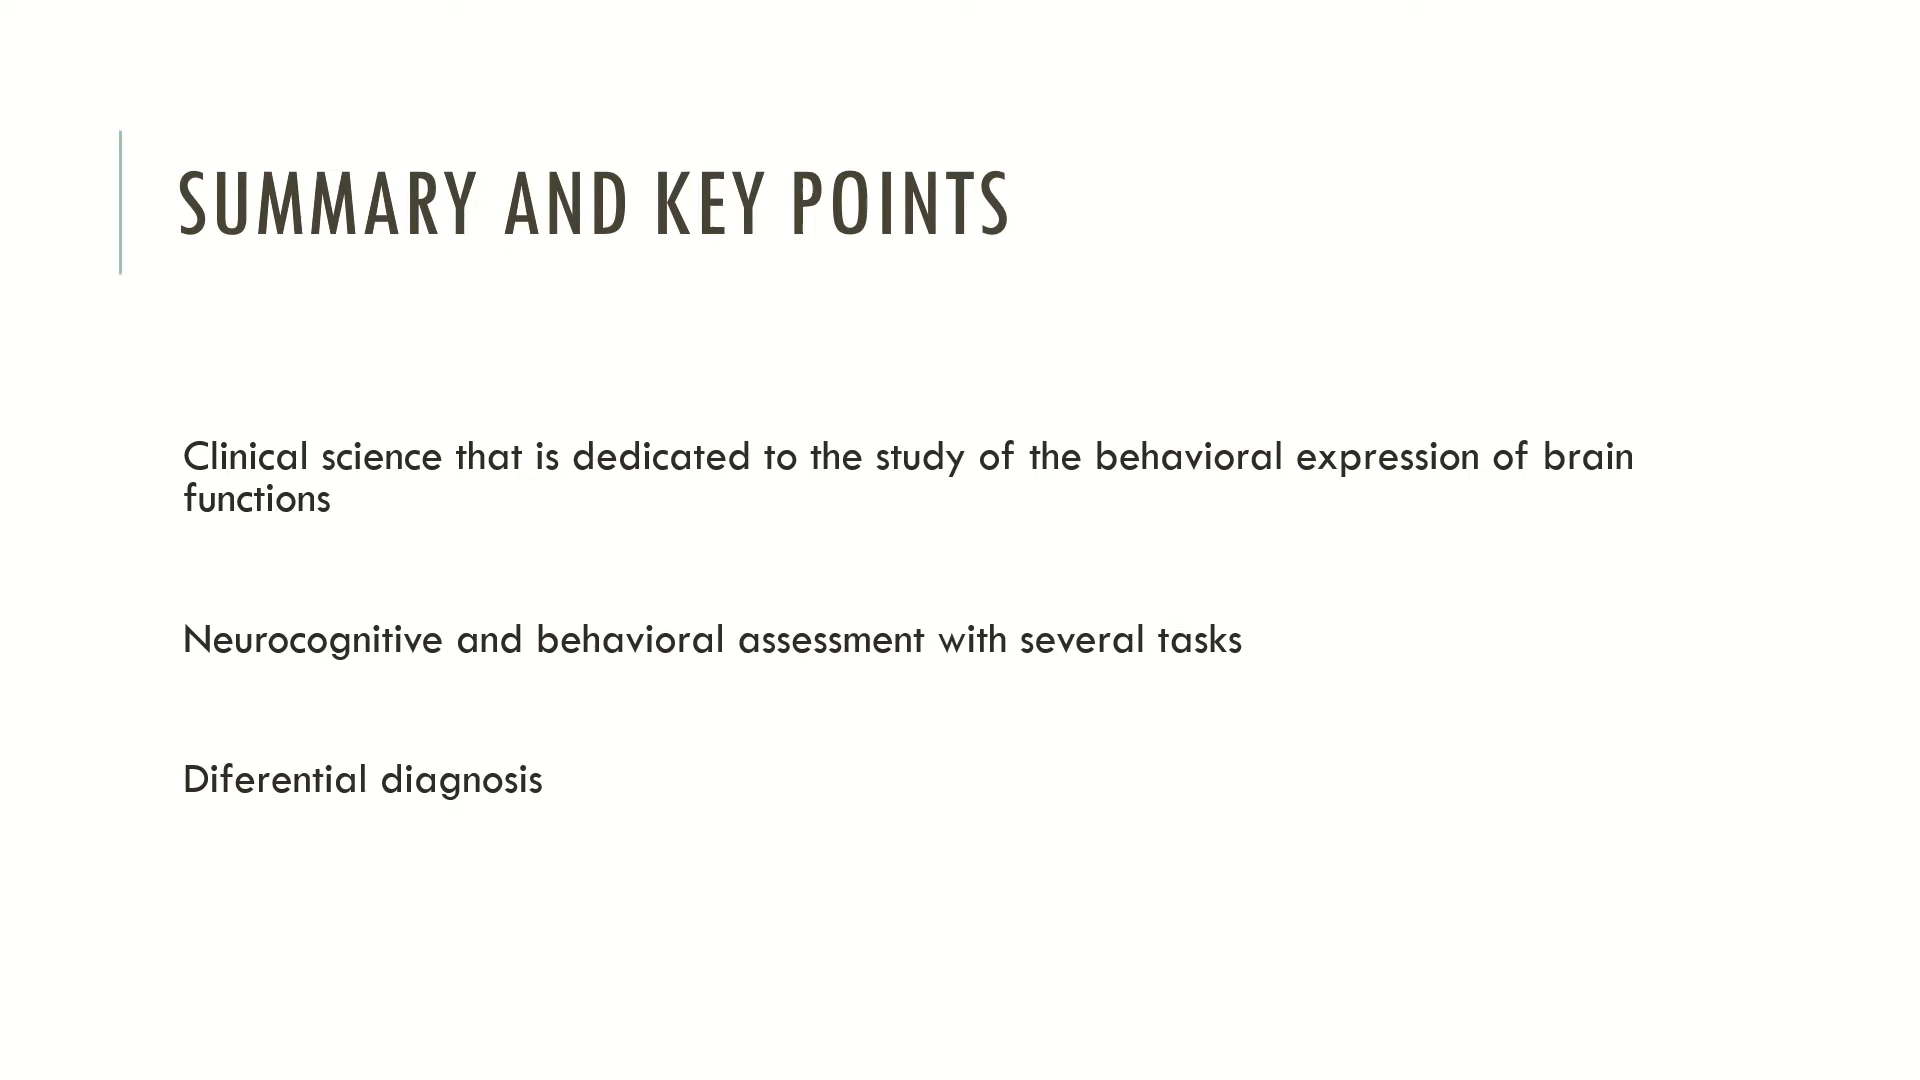 SUMMARY AND KEY POINTS
Clinical science that is dedicated to the study of the behavioral expression of brain
functions
Neurocognitive and behavioral assessment with several tasks
Diferential diagnosis